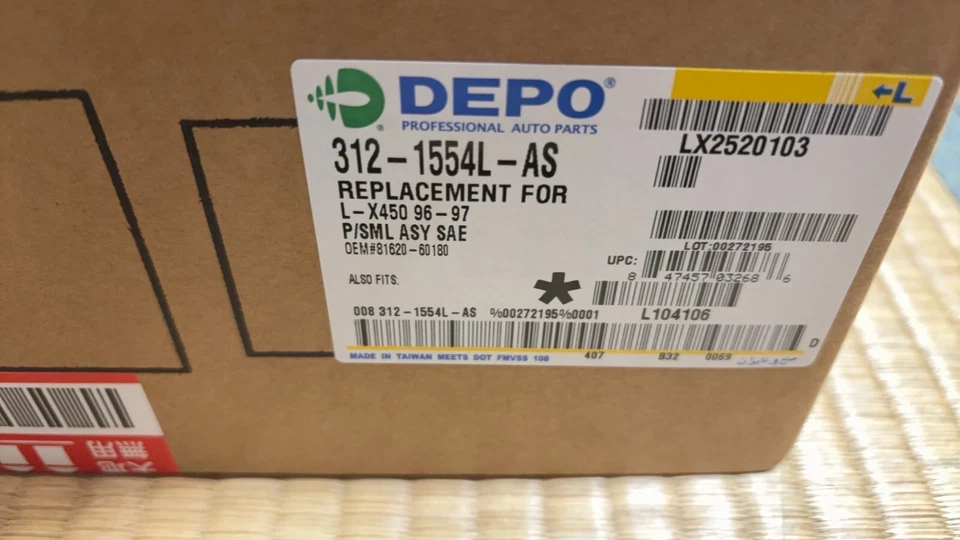 DEPO®
PROFESSIONAL AUTO PARTS
←L
312-1554L-AS
REPLACEMENT FOR
L-X450 96-97
P/SML ASY SAE
OEM#81620-60180
ALSO FITS:
LX2520103
LOT:00272195
UPC:
8 47457 03268 6
*
L104106
008 312-1554L-AS %00272195%0001
D
MADE IN TAIWAN MEETS DOT FMVSS 108
407 B32 0069